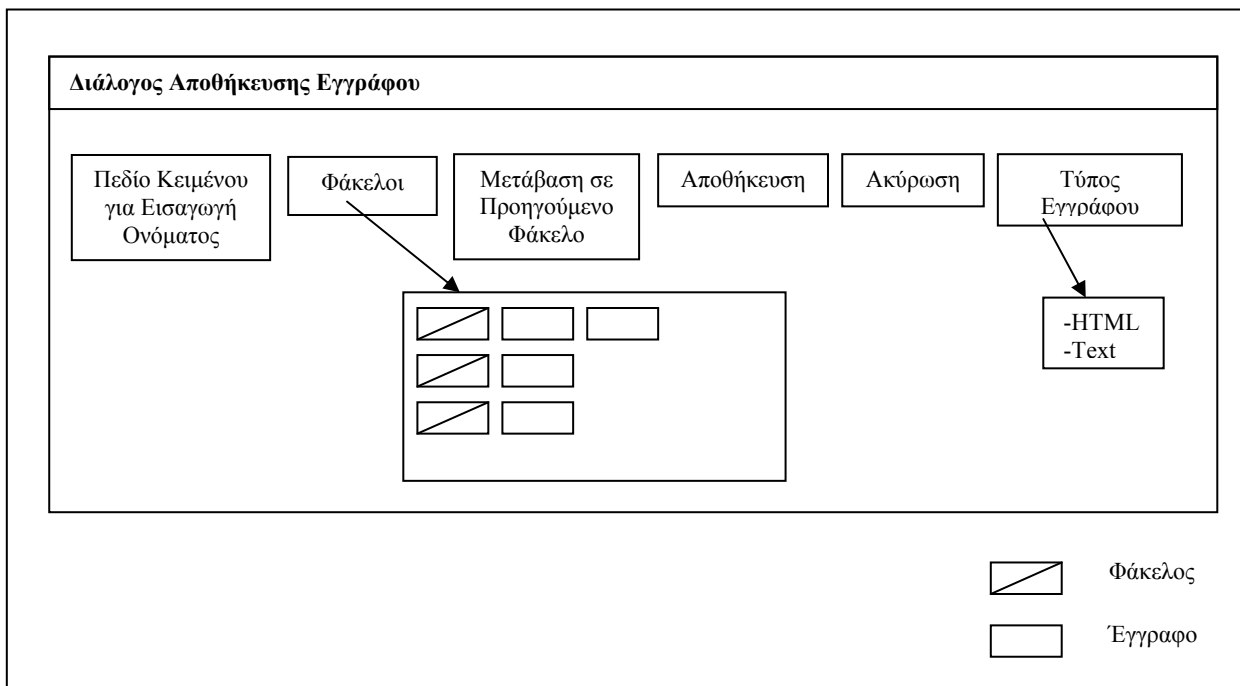 Διάλογος Αποθήκευσης Εγγράφου
Πεδίο Κειμένου
για Εισαγωγή
Ονόματος
Φάκελοι
Μετάβαση σε
Προηγούμενο
Φάκελο
Αποθήκευση
Ακύρωση
Τύπος
Εγγράφου
-HTML
-Text
Φάκελος
Έγγραφο